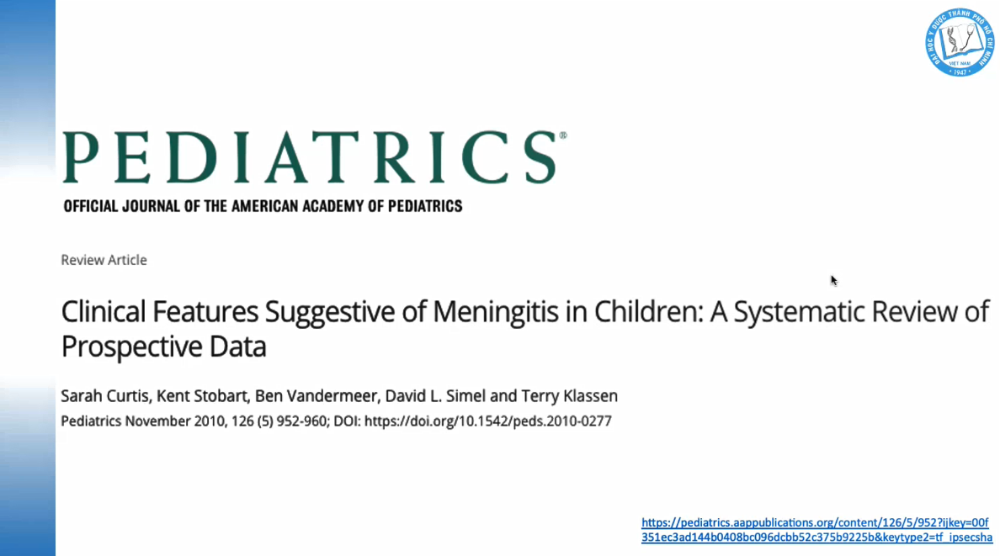 ĐẠI HỌC Y DƯỢC THÀNH PHỐ HỒ CHÍ MINH
VIỆT NAM
• 1947 •
PEDIATRICS®
OFFICIAL JOURNAL OF THE AMERICAN ACADEMY OF PEDIATRICS
Review Article
Clinical Features Suggestive of Meningitis in Children: A Systematic Review of
Prospective Data
Sarah Curtis, Kent Stobart, Ben Vandermeer, David L. Simel and Terry Klassen
Pediatrics November 2010, 126 (5) 952-960; DOI: https://doi.org/10.1542/peds.2010-0277
https://pediatrics.aappublications.org/content/126/5/952?ijkey=00f
351ec3ad144b0408bc096dcbb52c375b9225b&keytype2=tf_ipsecsha